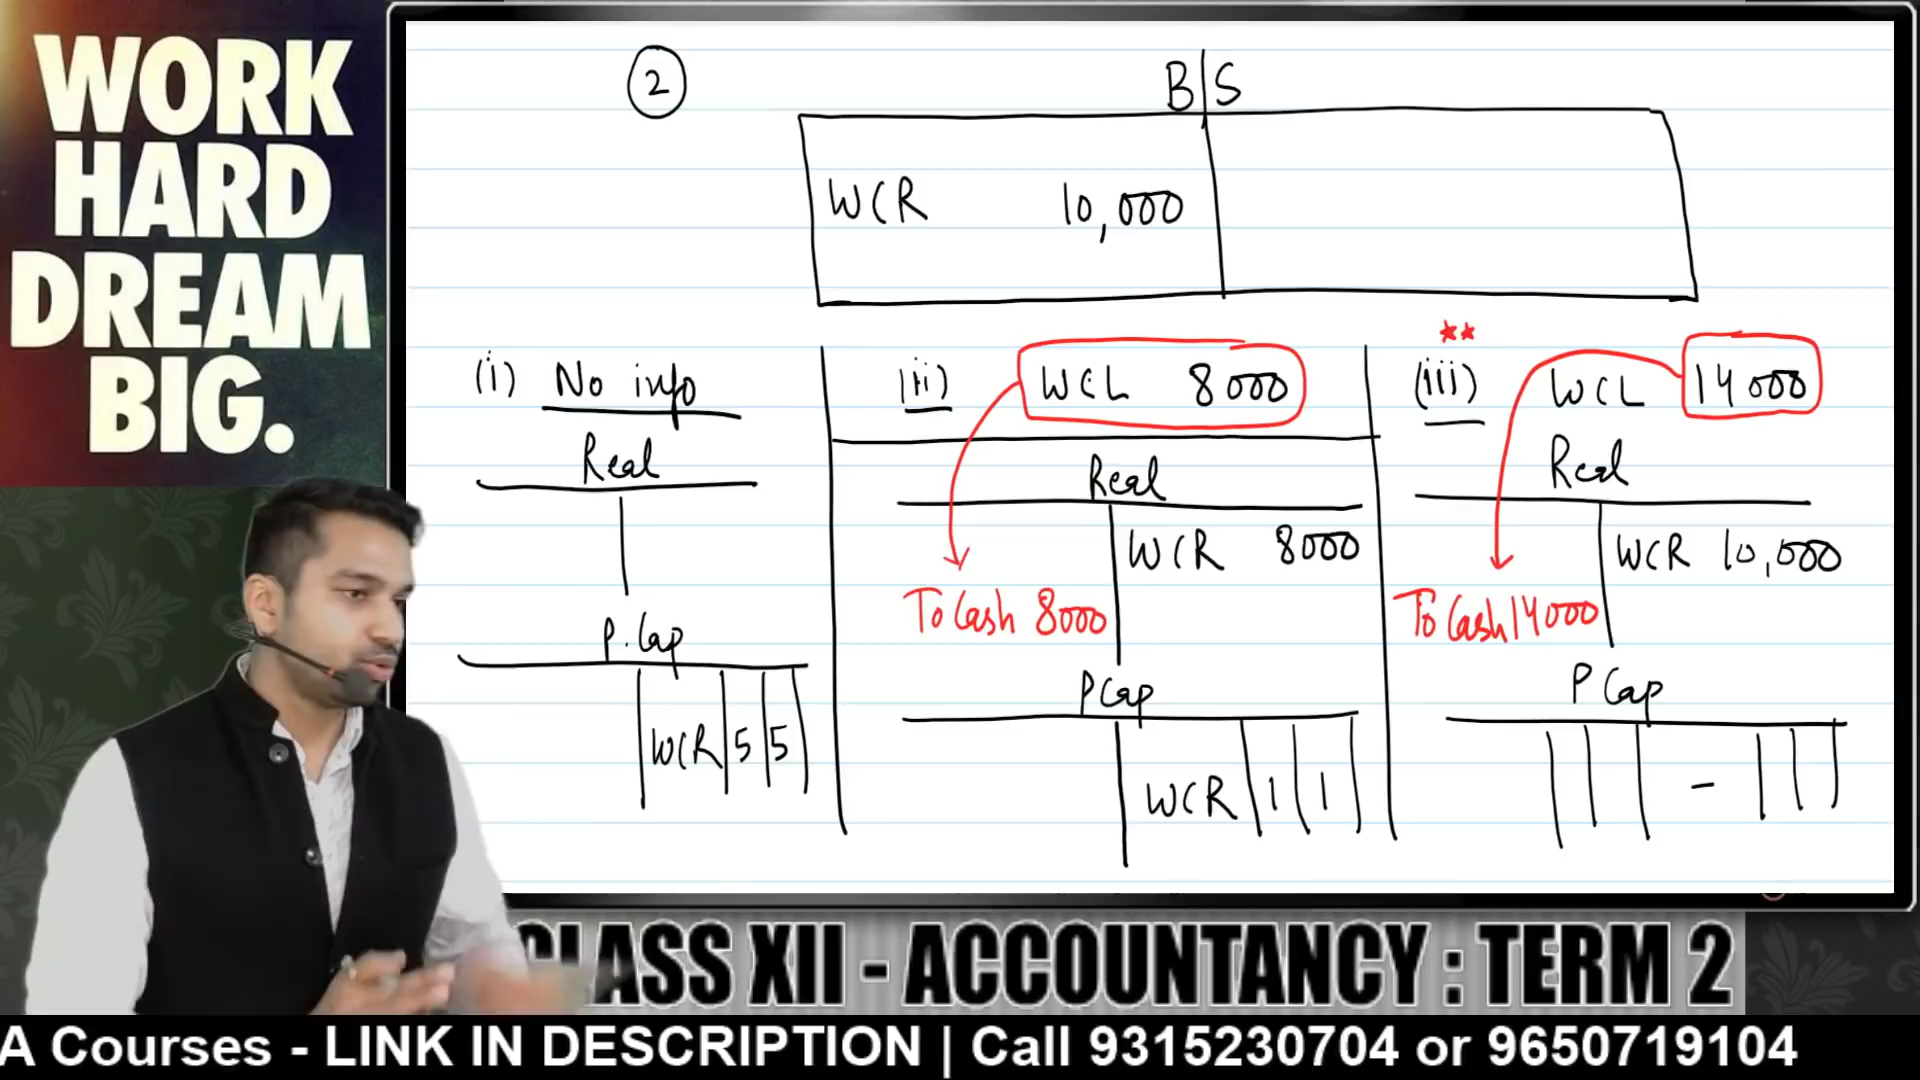 WORK
HARD
DREAM
BIG.
2
B/S
WCR 10,000
(i) No info
Real
P.Cap
WCR 5 5
(ii) WCL 8000
Real
WCR 8000
To Cash 8000
P Cap
WCR 1 1
**
(iii) WCL 14000
Real
WCR 10,000
To Cash 14000
P Cap
-
CLASS XII - ACCOUNTANCY : TERM 2
A Courses - LINK IN DESCRIPTION | Call 9315230704 or 9650719104